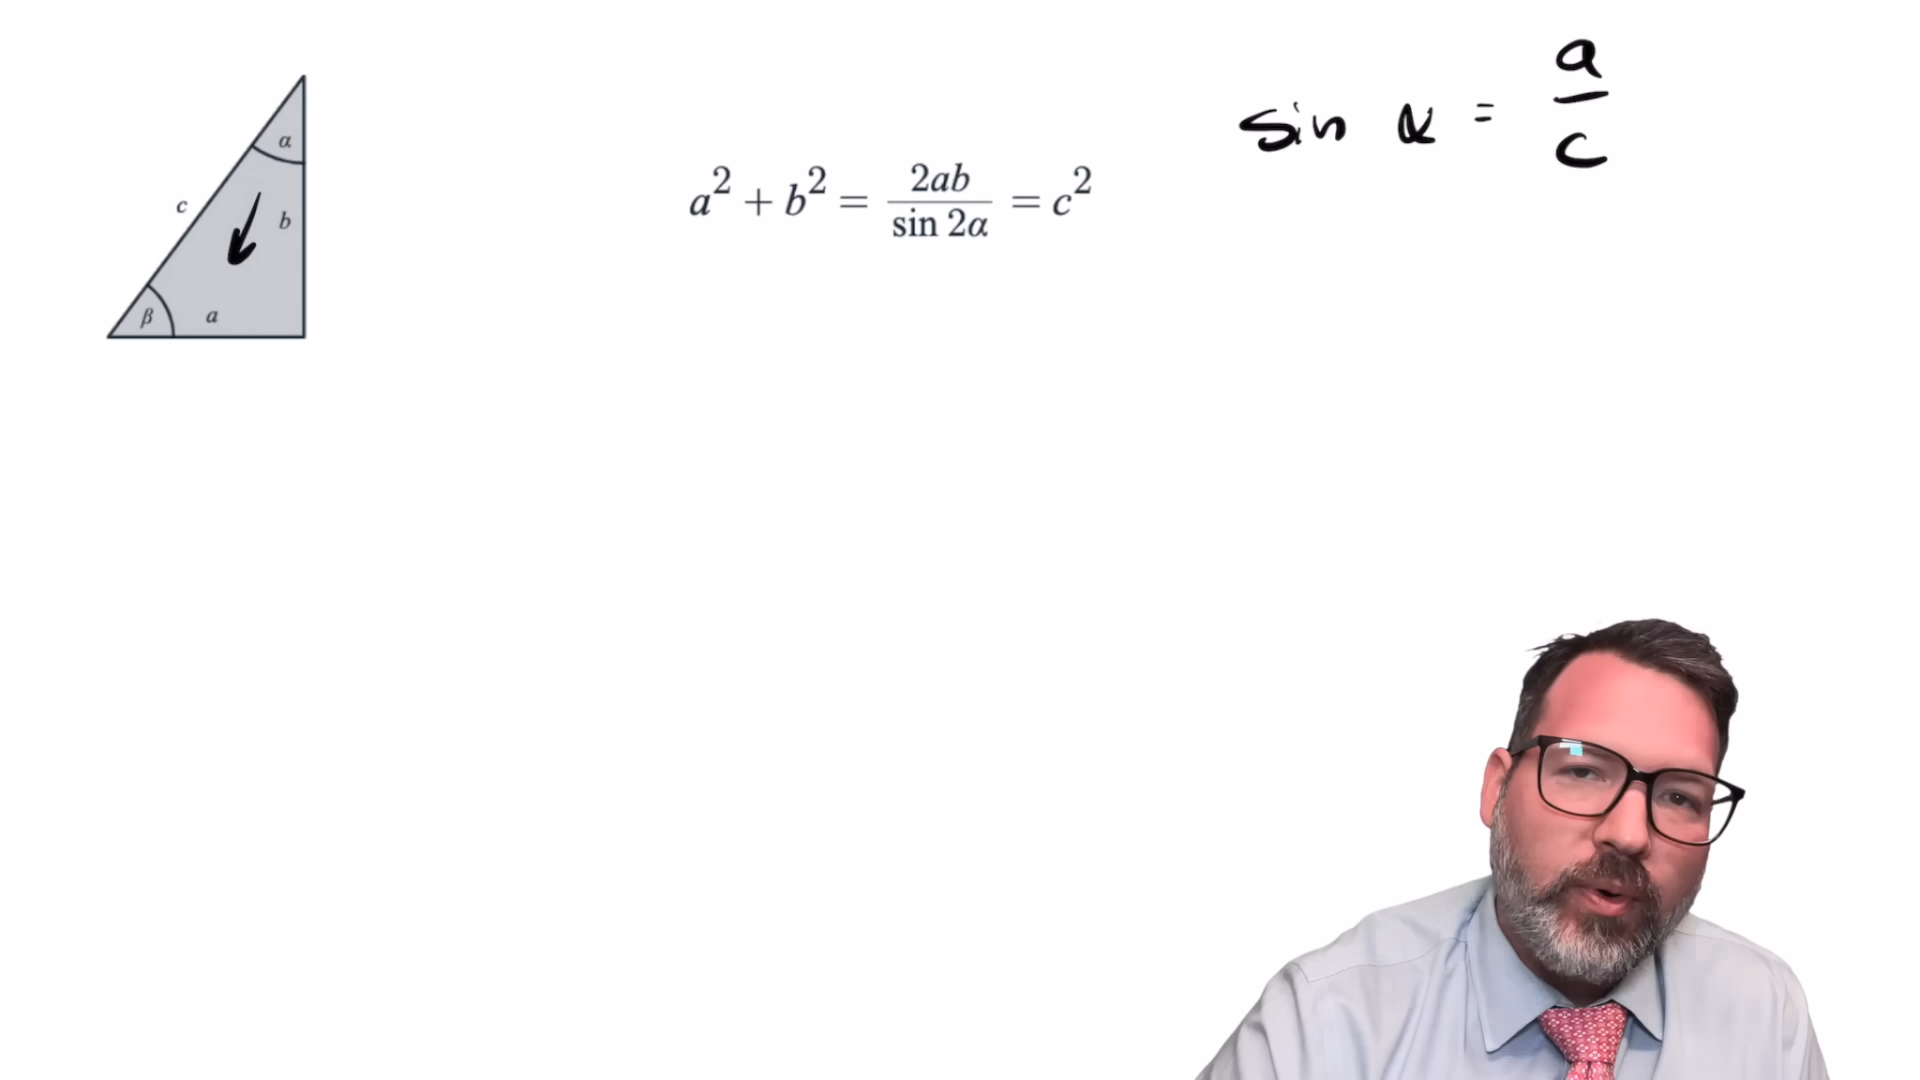 α
c
b
β a
a² + b² = 2ab / sin 2α = c²
sin α = a / c